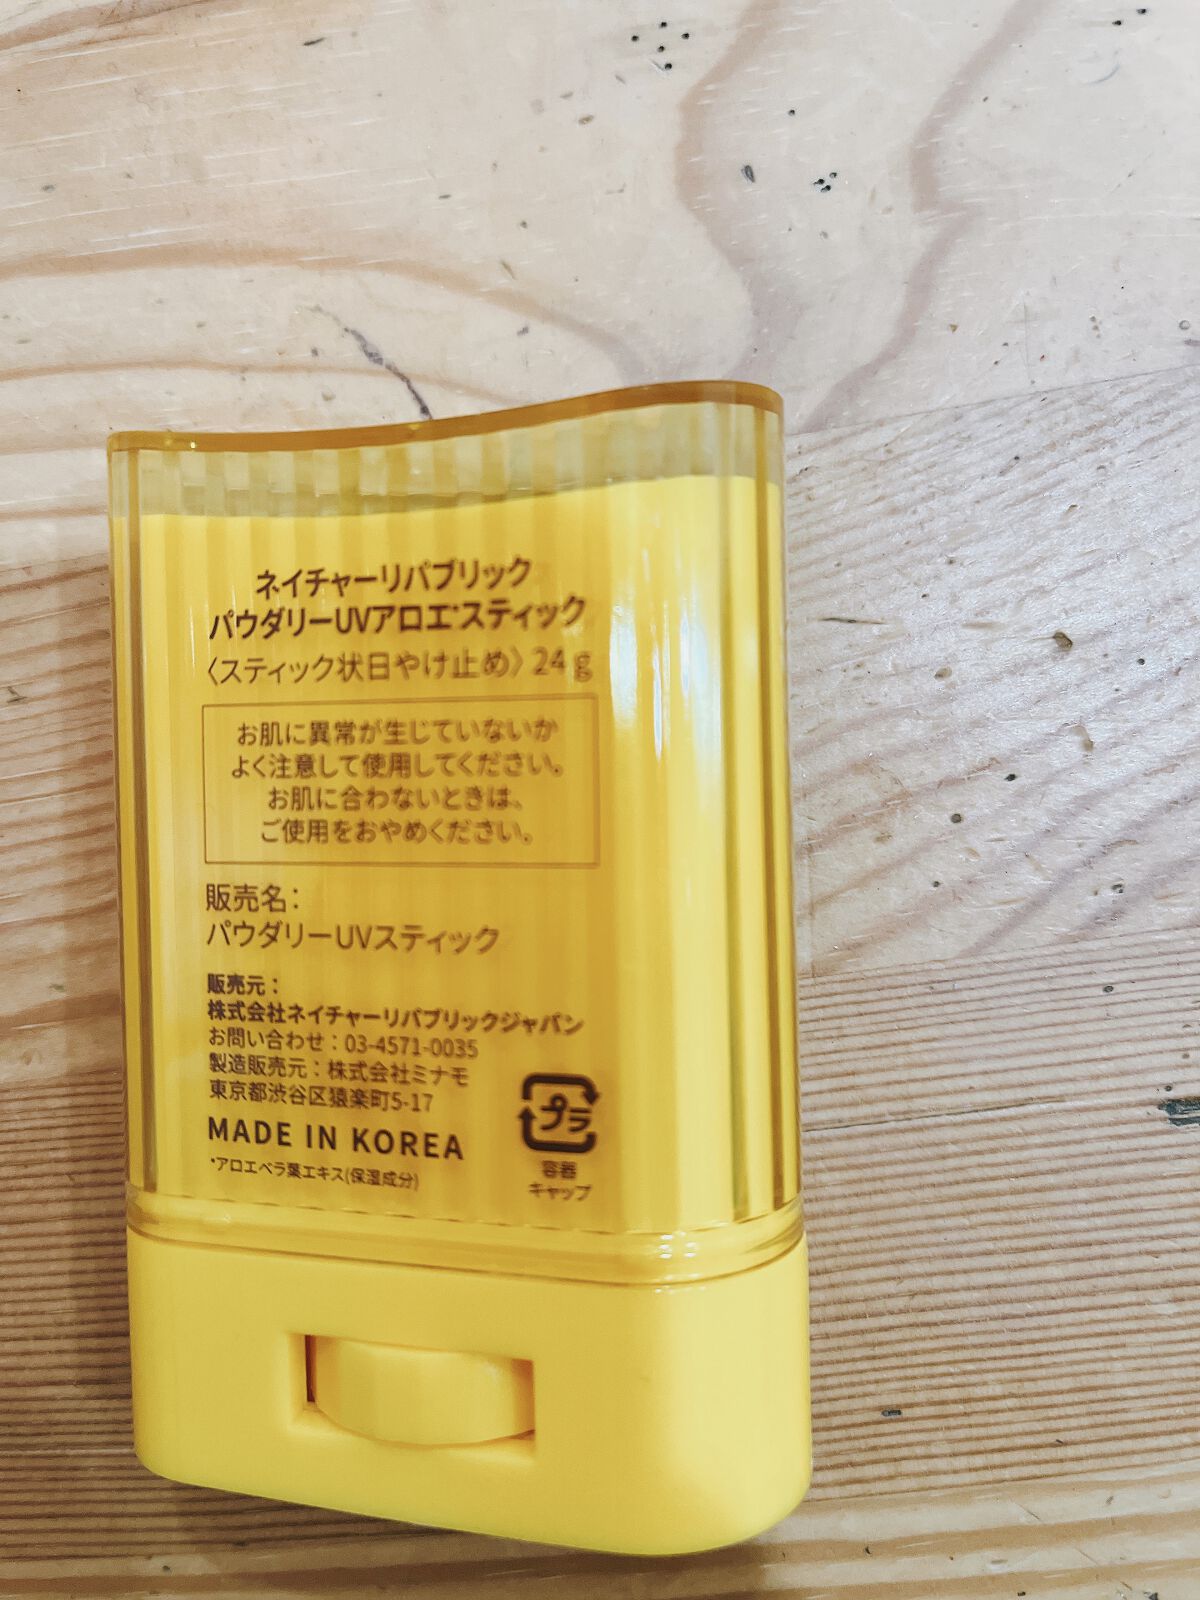 ネイチャーリパブリック
パウダリーUVアロエ*スティック
〈スティック状日やけ止め〉24g
お肌に異常が生じていないか
よく注意して使用してください。
お肌に合わないときは、
ご使用をおやめください。
販売名：
パウダリーUVスティック
販売元：
株式会社ネイチャーリパブリックジャパン
お問い合わせ：03-4571-0035
製造販売元：株式会社ミナモ
東京都渋谷区猿楽町5-17
MADE IN KOREA
*アロエベラ葉エキス(保湿成分)
プラ
容器
キャップ